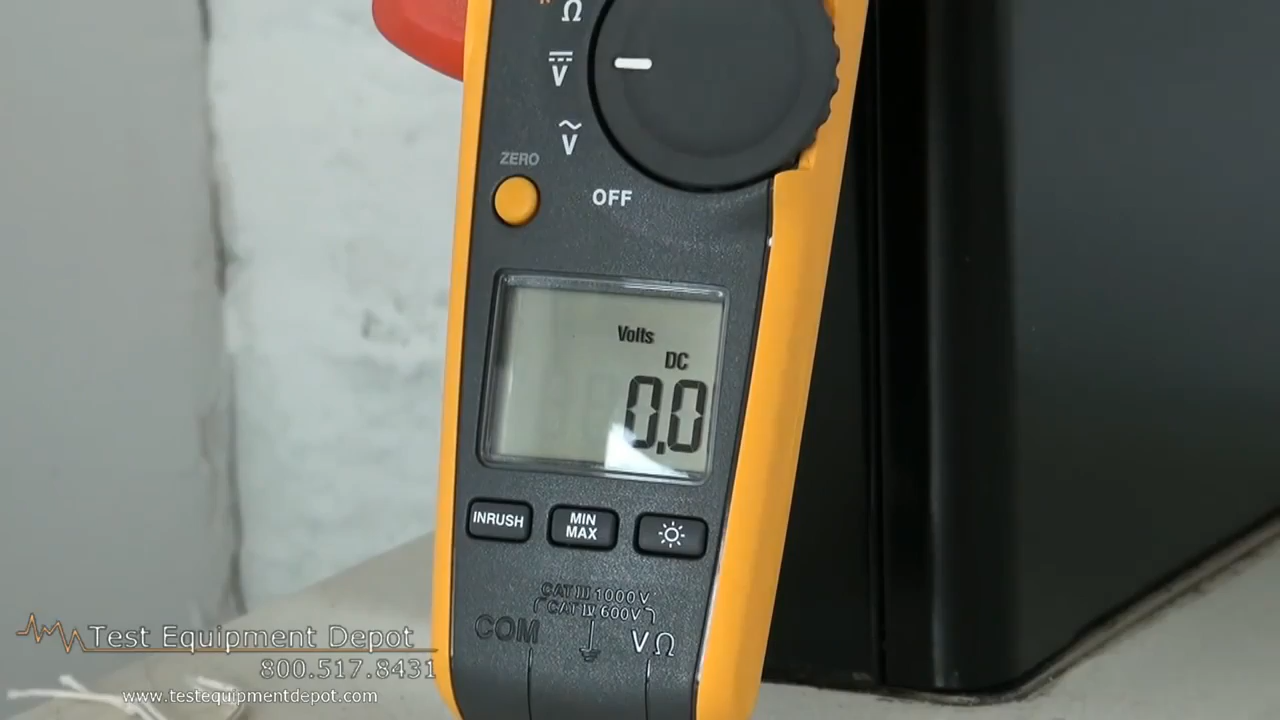 Ω
V
V
ZERO
OFF
Volts
DC
0.0
INRUSH
MIN
MAX
CAT III 1000V
CAT IV 600V
COM
VΩ
Test Equipment Depot
800.517.8431
www.testequipmentdepot.com